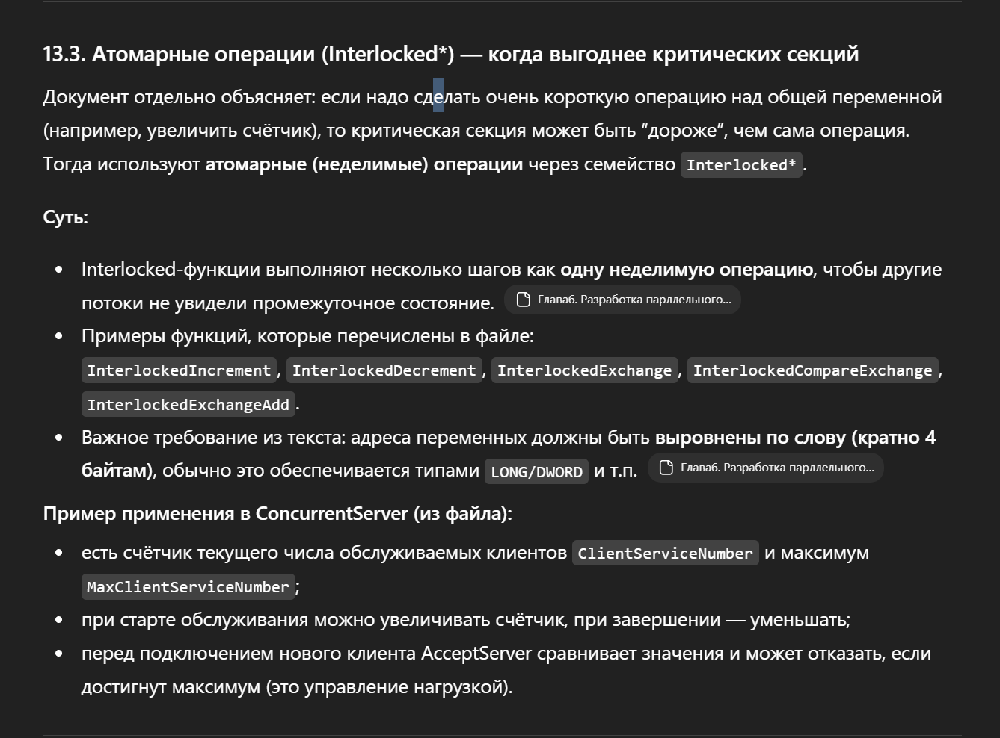 13.3. Атомарные операции (Interlocked*) — когда выгоднее критических секций
Документ отдельно объясняет: если надо сделать очень короткую операцию над общей переменной
(например, увеличить счётчик), то критическая секция может быть “дороже”, чем сама операция.
Тогда используют атомарные (неделимые) операции через семейство Interlocked*.
Суть:
• Interlocked-функции выполняют несколько шагов как одну неделимую операцию, чтобы другие
потоки не увидели промежуточное состояние. Глава6. Разработка парллельного...
• Примеры функций, которые перечислены в файле:
InterlockedIncrement, InterlockedDecrement, InterlockedExchange, InterlockedCompareExchange,
InterlockedExchangeAdd.
• Важное требование из текста: адреса переменных должны быть выровнены по слову (кратно 4
байтам), обычно это обеспечивается типами LONG/DWORD и т.п. Глава6. Разработка парллельного...
Пример применения в ConcurrentServer (из файла):
• есть счётчик текущего числа обслуживаемых клиентов ClientServiceNumber и максимум
MaxClientServiceNumber;
• при старте обслуживания можно увеличивать счётчик, при завершении — уменьшать;
• перед подключением нового клиента AcceptServer сравнивает значения и может отказать, если
достигнут максимум (это управление нагрузкой).